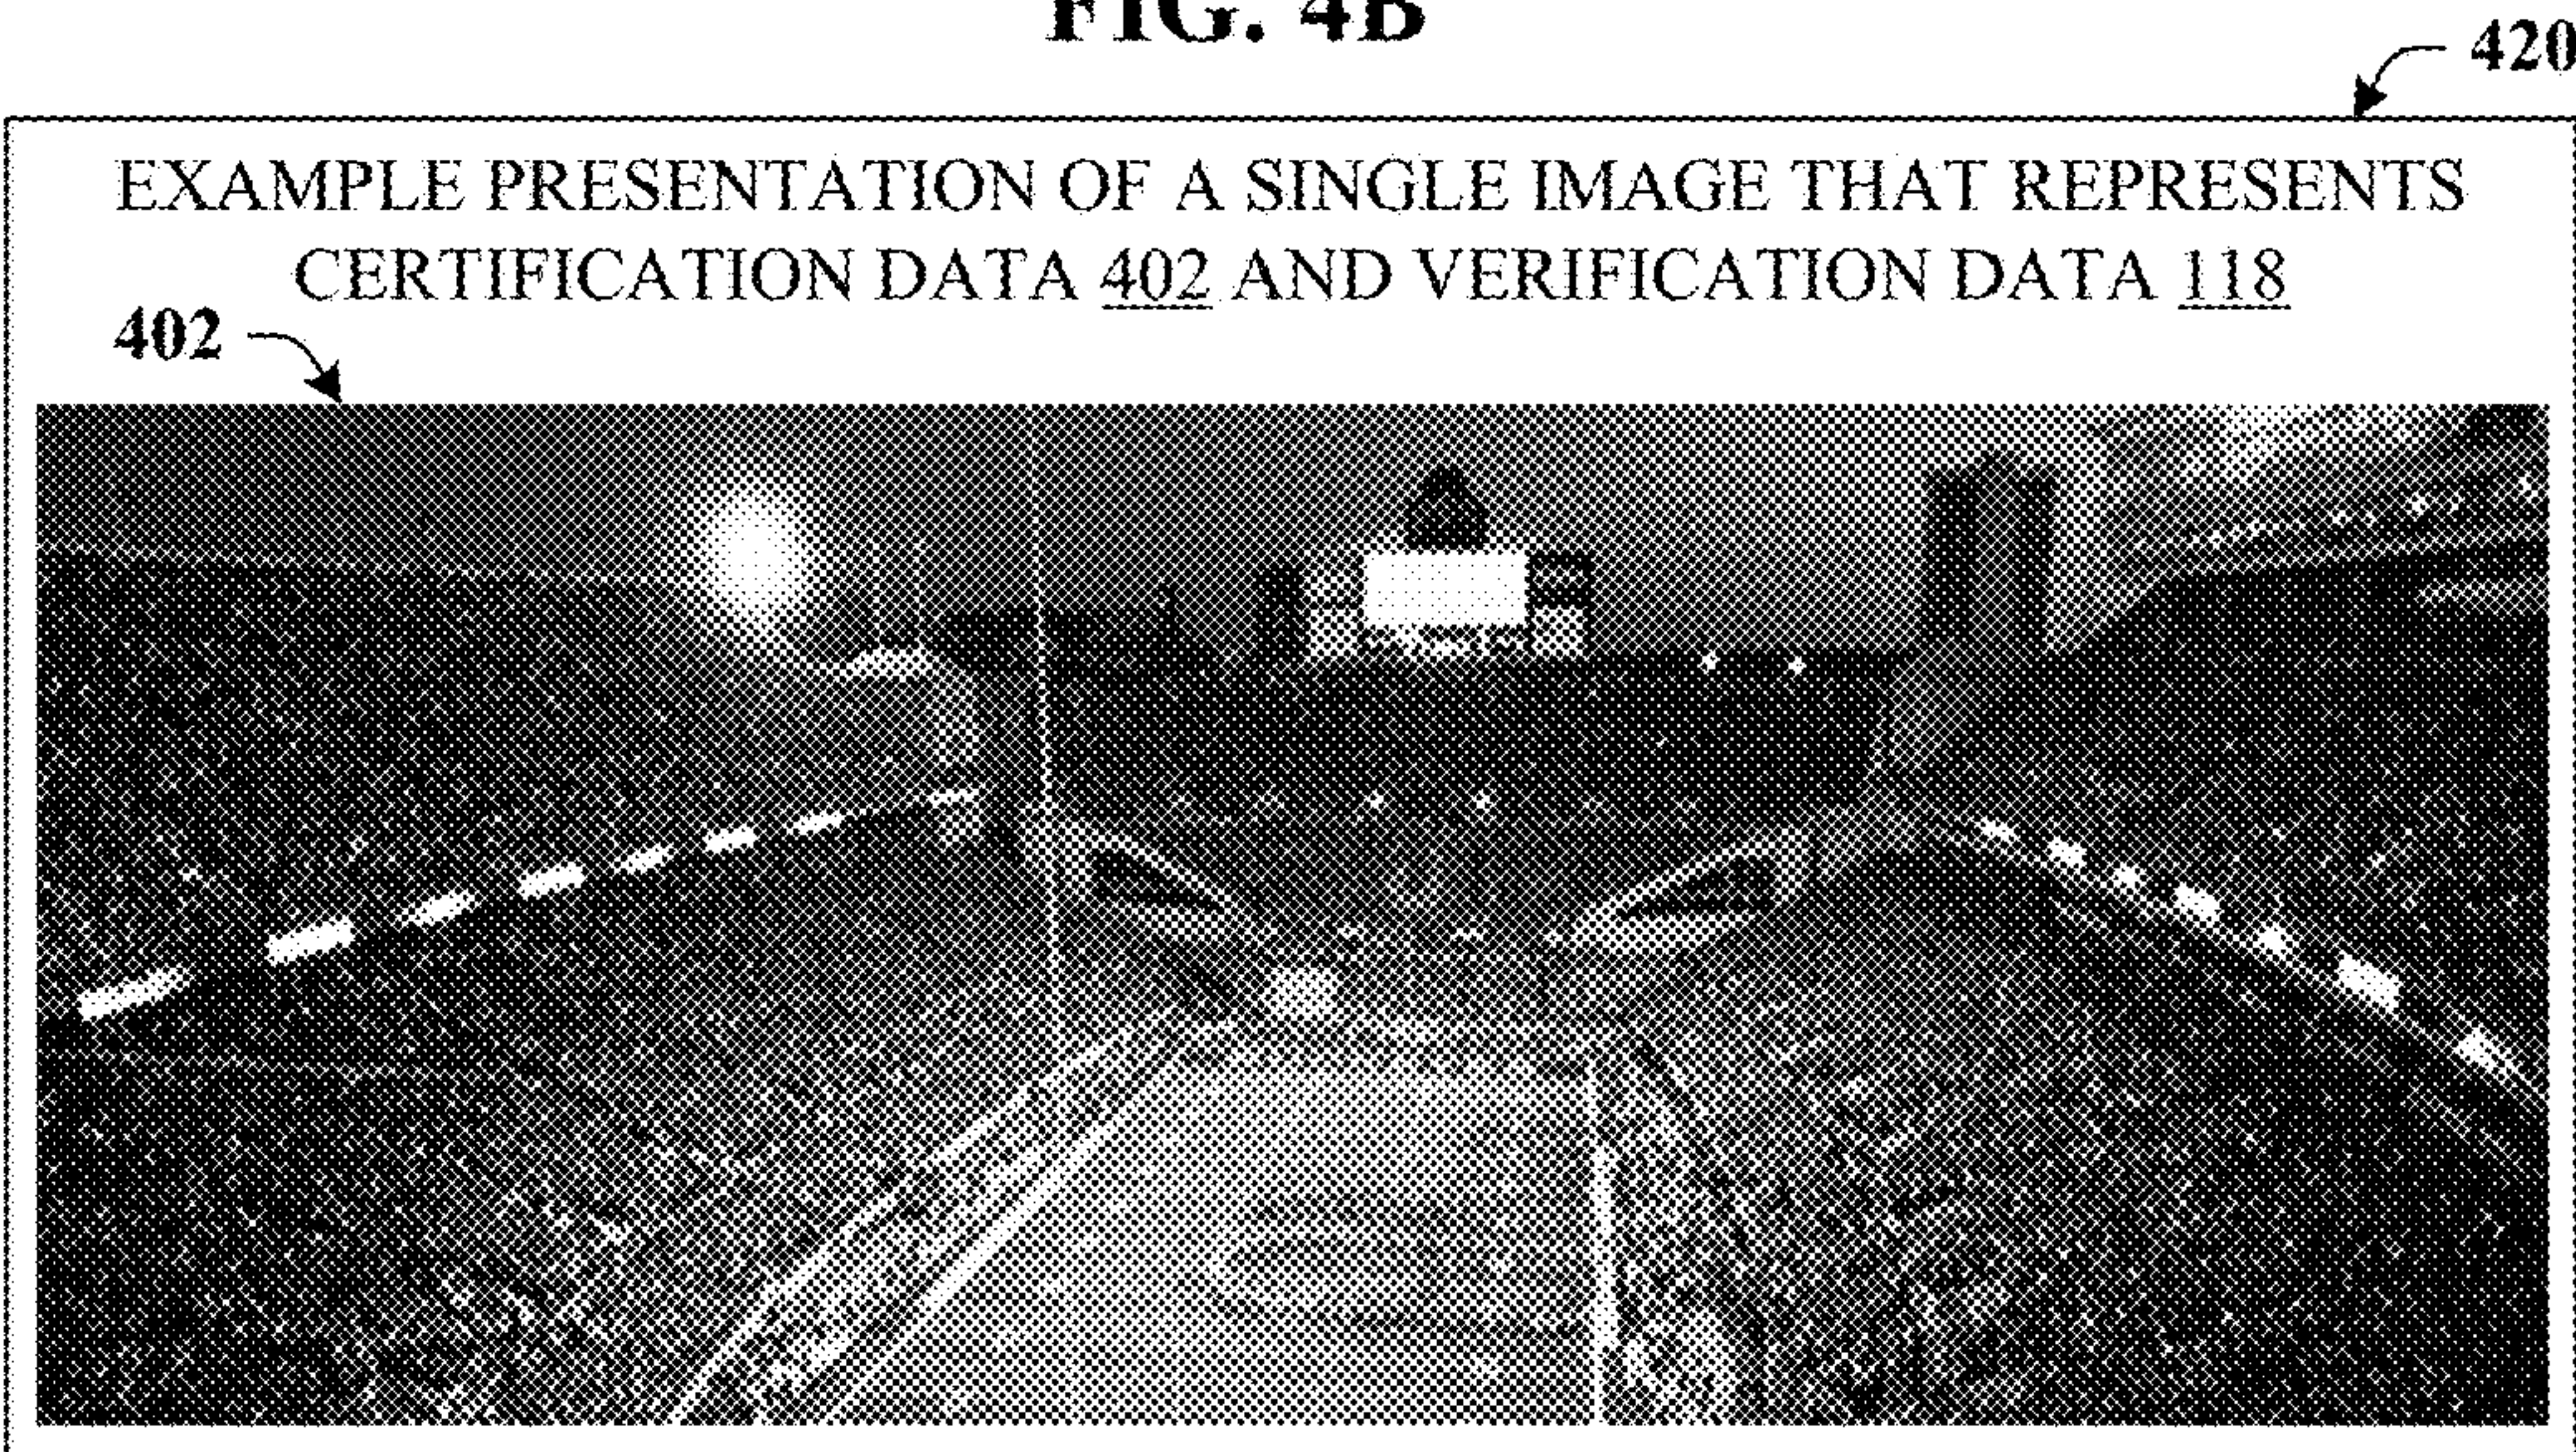 FIG. 4B
420
EXAMPLE PRESENTATION OF A SINGLE IMAGE THAT REPRESENTS
CERTIFICATION DATA 402 AND VERIFICATION DATA 118
402